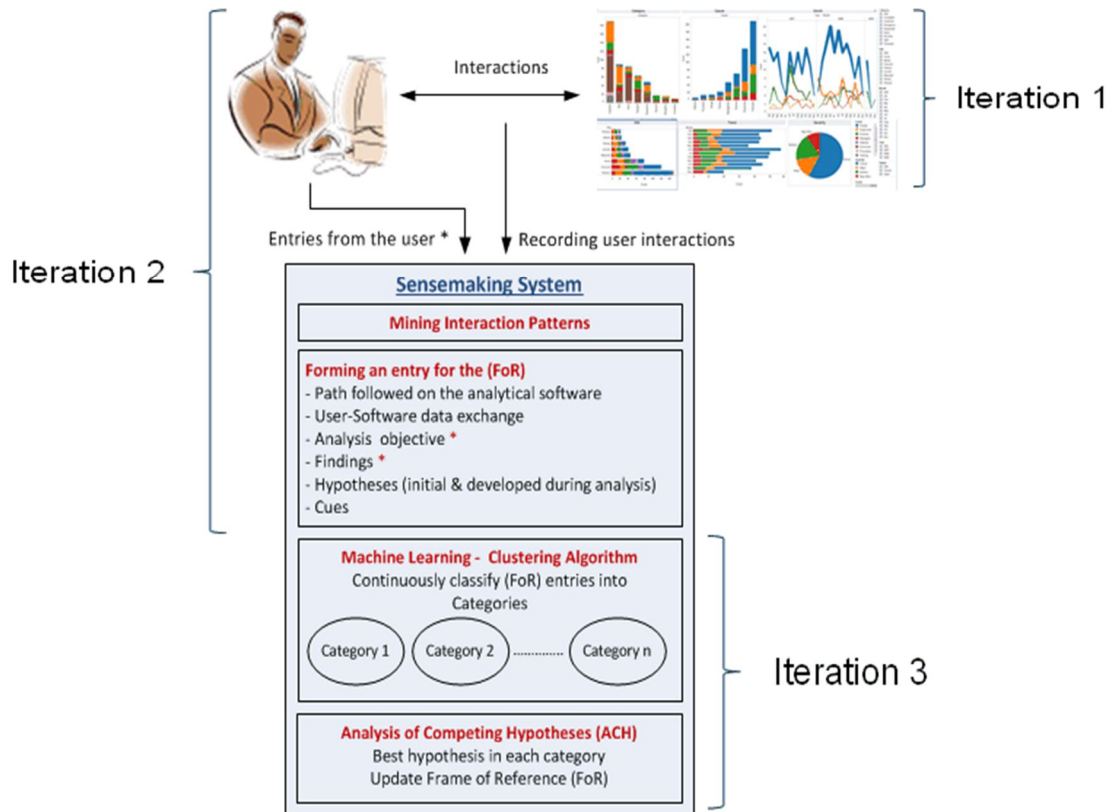 Interactions
Iteration 1
Entries from the user *
Recording user interactions
Iteration 2
Sensemaking System
Mining Interaction Patterns
Forming an entry for the (FoR)
- Path followed on the analytical software
- User-Software data exchange
- Analysis objective *
- Findings *
- Hypotheses (initial & developed during analysis)
- Cues
Machine Learning - Clustering Algorithm
Continuously classify (FoR) entries into
Categories
Category 1
Category 2
..............
Category n
Iteration 3
Analysis of Competing Hypotheses (ACH)
Best hypothesis in each category
Update Frame of Reference (FoR)